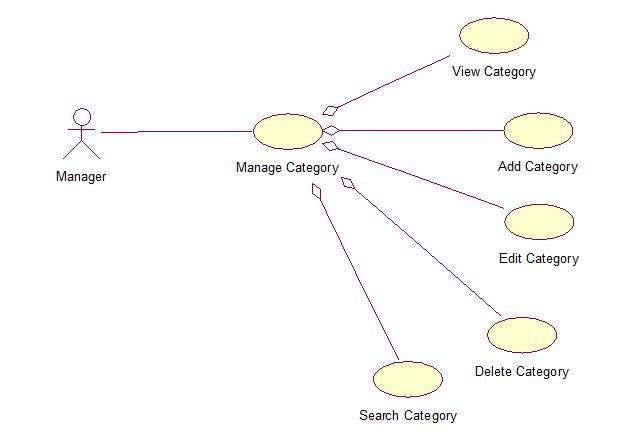 View Category
Manager
Manage Category
Add Category
Edit Category
Delete Category
Search Category